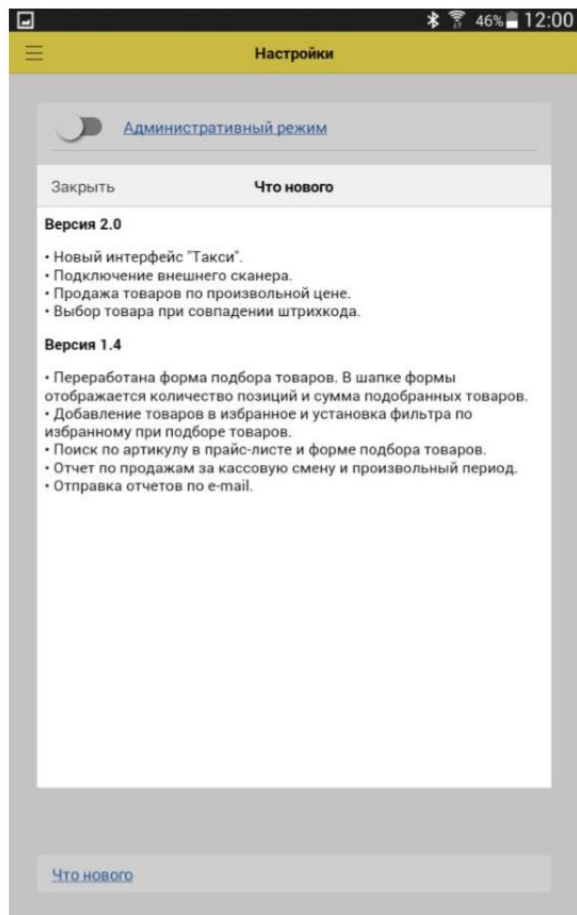 46% 12:00
Настройки
Административный режим
Закрыть Что нового
Версия 2.0
• Новый интерфейс "Такси".
• Подключение внешнего сканера.
• Продажа товаров по произвольной цене.
• Выбор товара при совпадении штрихкода.
Версия 1.4
• Переработана форма подбора товаров. В шапке формы
отображается количество позиций и сумма подобранных товаров.
• Добавление товаров в избранное и установка фильтра по
избранному при подборе товаров.
• Поиск по артикулу в прайс-листе и форме подбора товаров.
• Отчет по продажам за кассовую смену и произвольный период.
• Отправка отчетов по e-mail.
Что нового